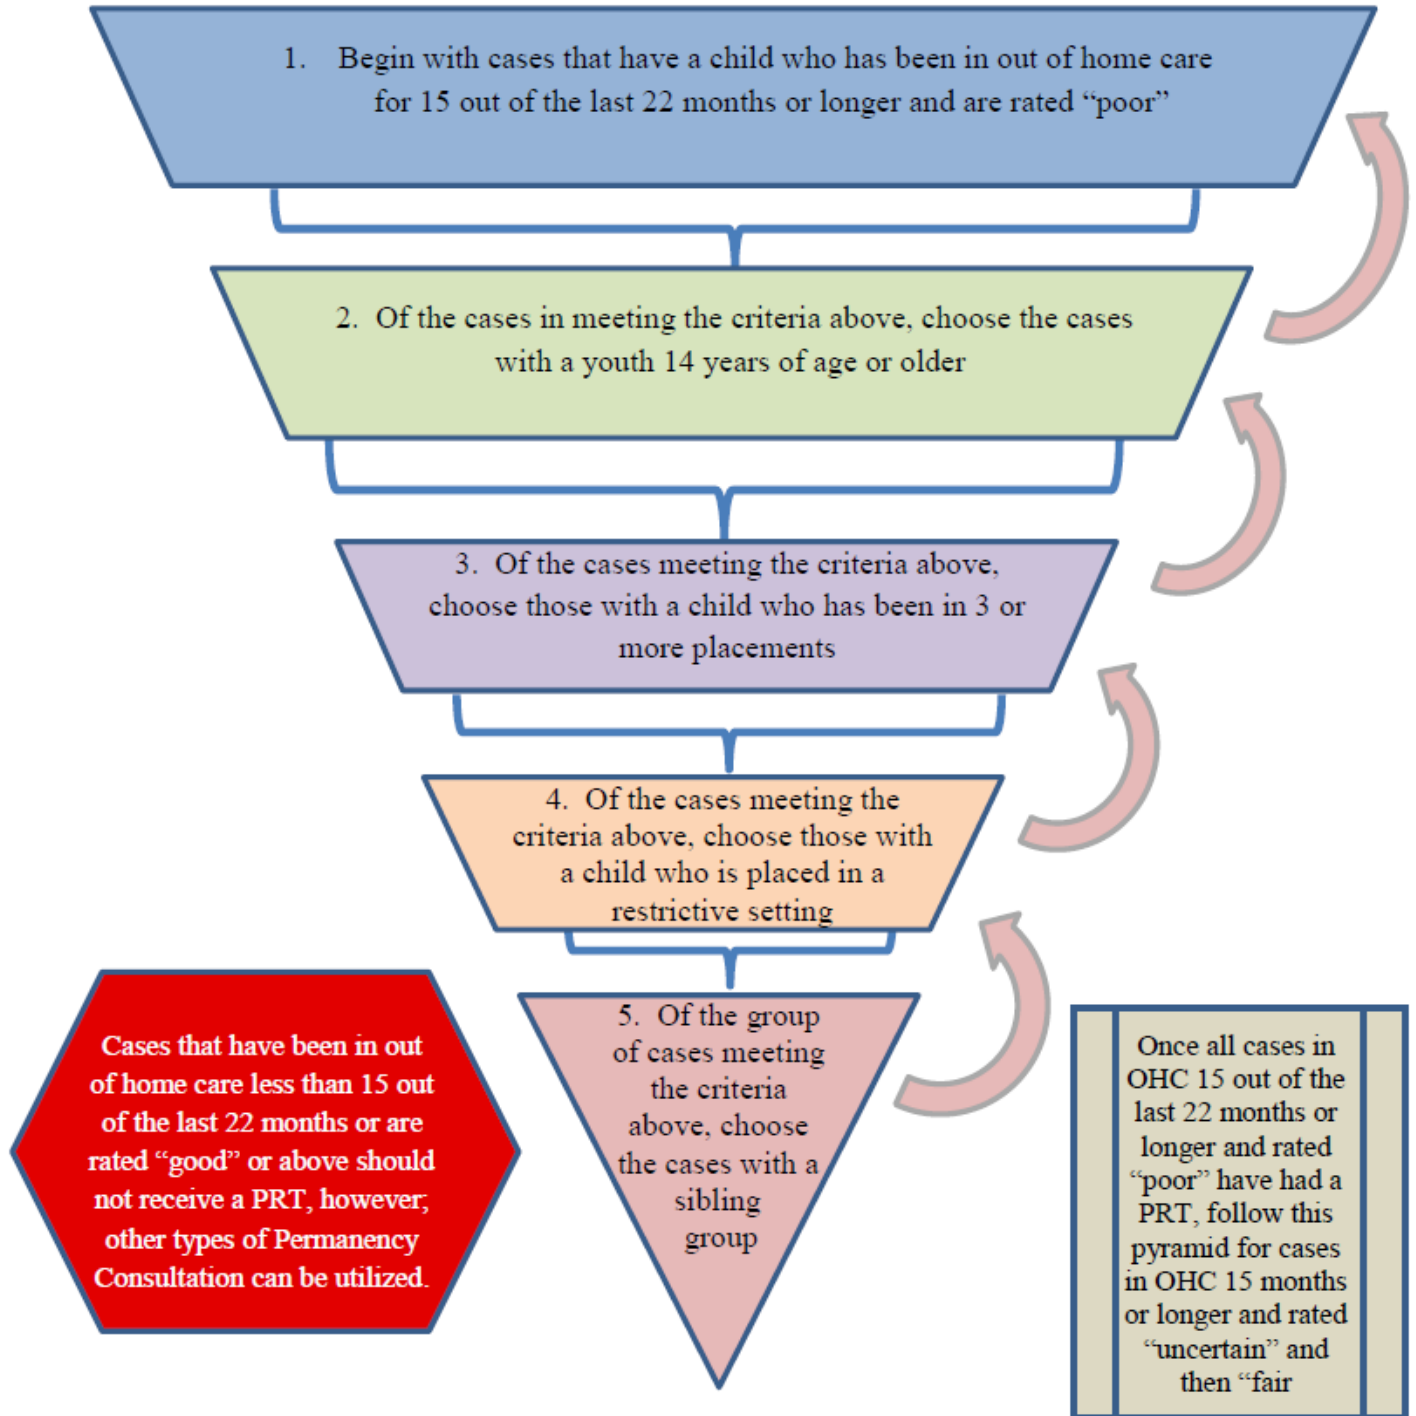 1. Begin with cases that have a child who has been in out of home care
for 15 out of the last 22 months or longer and are rated “poor”
2. Of the cases in meeting the criteria above, choose the cases
with a youth 14 years of age or older
3. Of the cases meeting the criteria above,
choose those with a child who has been in 3 or
more placements
4. Of the cases meeting the
criteria above, choose those with
a child who is placed in a
restrictive setting
5. Of the group
of cases meeting
the criteria
above, choose
the cases with a
sibling
group
Cases that have been in out
of home care less than 15 out
of the last 22 months or are
rated “good” or above should
not receive a PRT, however;
other types of Permanency
Consultation can be utilized.
Once all cases in
OHC 15 out of the
last 22 months or
longer and rated
“poor” have had a
PRT, follow this
pyramid for cases
in OHC 15 months
or longer and rated
“uncertain” and
then “fair